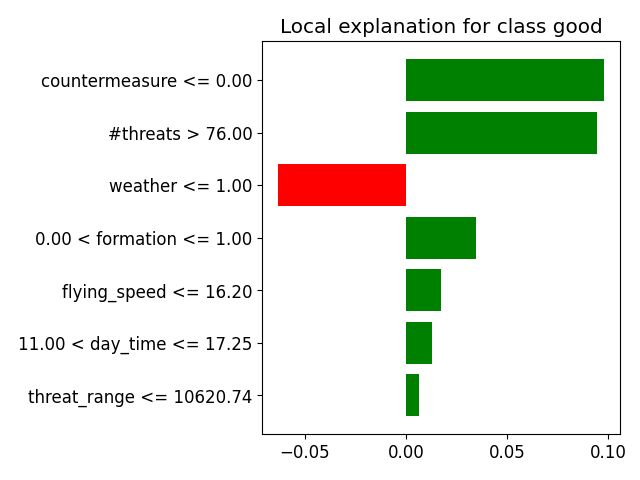 Local explanation for class good
countermeasure <= 0.00
#threats > 76.00
weather <= 1.00
0.00 < formation <= 1.00
flying_speed <= 16.20
11.00 < day_time <= 17.25
threat_range <= 10620.74
−0.05 0.00 0.05 0.10